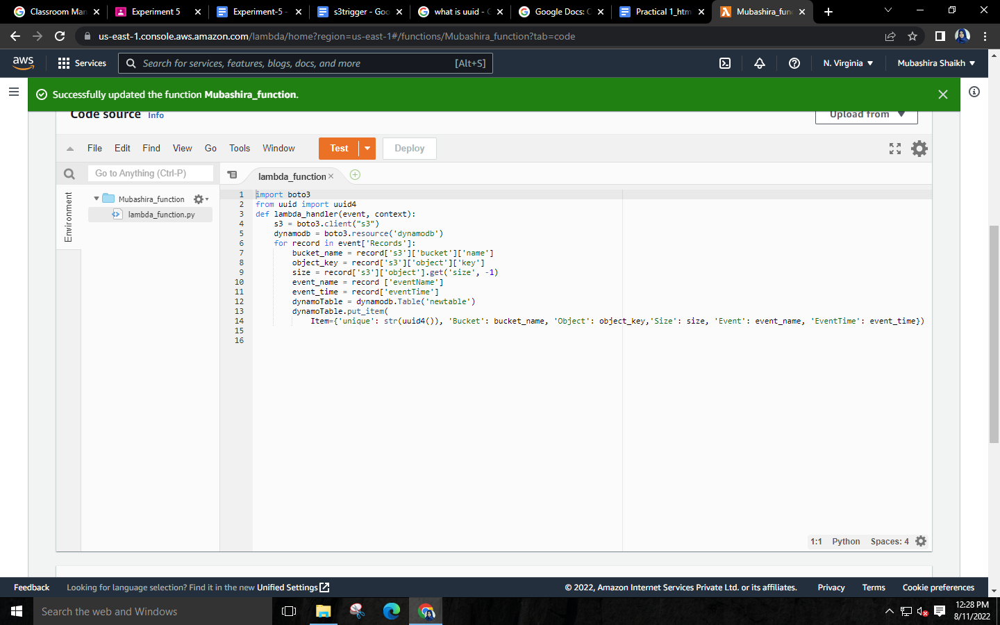 Classroom Man
Experiment 5
Experiment-5 -
s3trigger - Goo
what is uuid - G
Google Docs: C
Practical 1_htm
Mubashira_func
us-east-1.console.aws.amazon.com/lambda/home?region=us-east-1#/functions/Mubashira_function?tab=code
aws
Services
Search for services, features, blogs, docs, and more
[Alt+S]
N. Virginia
Mubashira Shaikh
Successfully updated the function Mubashira_function.
Code source Info
Upload from
File Edit Find View Go Tools Window
Test
Deploy
Go to Anything (Ctrl-P)
lambda_function
Environment
Mubashira_function
lambda_function.py
1 import boto3
2 from uuid import uuid4
3 def lambda_handler(event, context):
4 s3 = boto3.client("s3")
5 dynamodb = boto3.resource('dynamodb')
6 for record in event['Records']:
7 bucket_name = record['s3']['bucket']['name']
8 object_key = record['s3']['object']['key']
9 size = record['s3']['object'].get('size', -1)
10 event_name = record ['eventName']
11 event_time = record['eventTime']
12 dynamoTable = dynamodb.Table('newtable')
13 dynamoTable.put_item(
14 Item={'unique': str(uuid4()), 'Bucket': bucket_name, 'Object': object_key,'Size': size, 'Event': event_name, 'EventTime': event_time})
15
16
1:1 Python Spaces: 4
Feedback
Looking for language selection? Find it in the new Unified Settings
© 2022, Amazon Internet Services Private Ltd. or its affiliates.
Privacy
Terms
Cookie preferences
Search the web and Windows
12:28 PM
8/11/2022